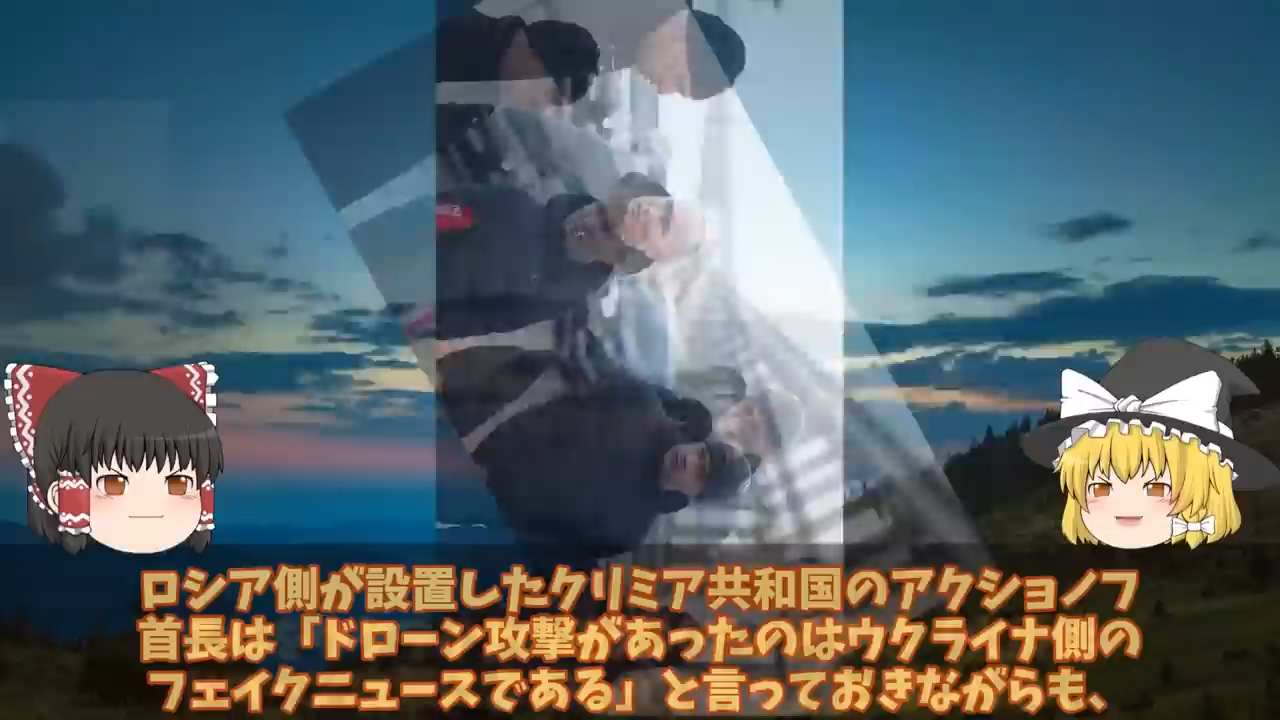 ロシア側が設置したクリミア共和国のアクショノフ
首長は「ドローン攻撃があったのはウクライナ側の
フェイクニュースである」と言っておきながらも、